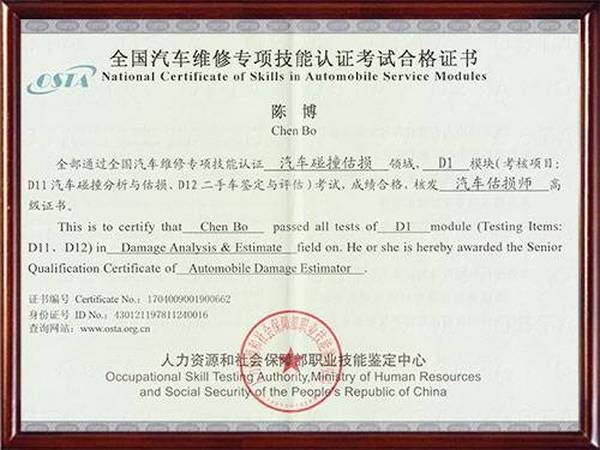 OSTA
全国汽车维修专项技能认证考试合格证书
National Certificate of Skills in Automobile Service Modules
陈 博
Chen Bo
全部通过全国汽车维修专项技能认证 汽车碰撞估损 领域、 D1 模块(考核项目:
D11汽车碰撞分析与估损、D12二手车鉴定与评估)考试,成绩合格。核发 汽车估损师 高
级证书。
This is to certify that Chen Bo passed all tests of D1 module (Testing Items:
D11、D12) in Damage Analysis & Estimate field on. He or she is hereby awarded the Senior
Qualification Certificate of Automobile Damage Estimator.
证书编号 Certificate No.: 1704009001900662
身份证号 ID No.: 430121197811240016
查询网站: www.osta.org.cn
人力资源和社会保障部职业技能鉴定中心
Occupational Skill Testing Authority,Ministry of Human Resources
and Social Security of the People's Republic of China